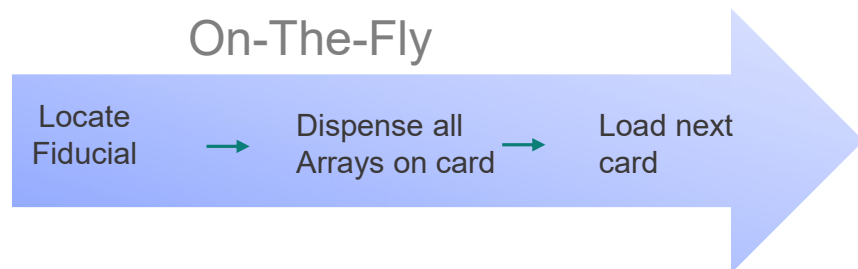 On-The-Fly
Locate
Fiducial
Dispense all
Arrays on card
Load next
card